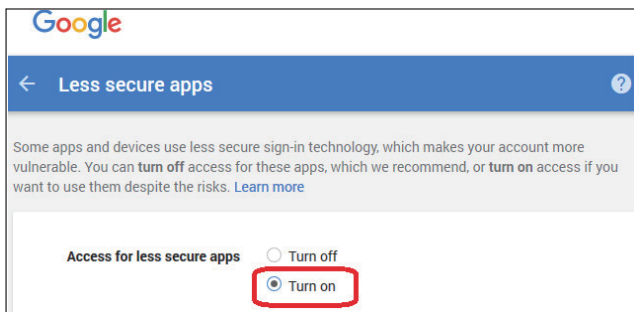 Google
Less secure apps
Some apps and devices use less secure sign-in technology, which makes your account more
vulnerable. You can turn off access for these apps, which we recommend, or turn on access if you
want to use them despite the risks. Learn more
Access for less secure apps
Turn off
Turn on